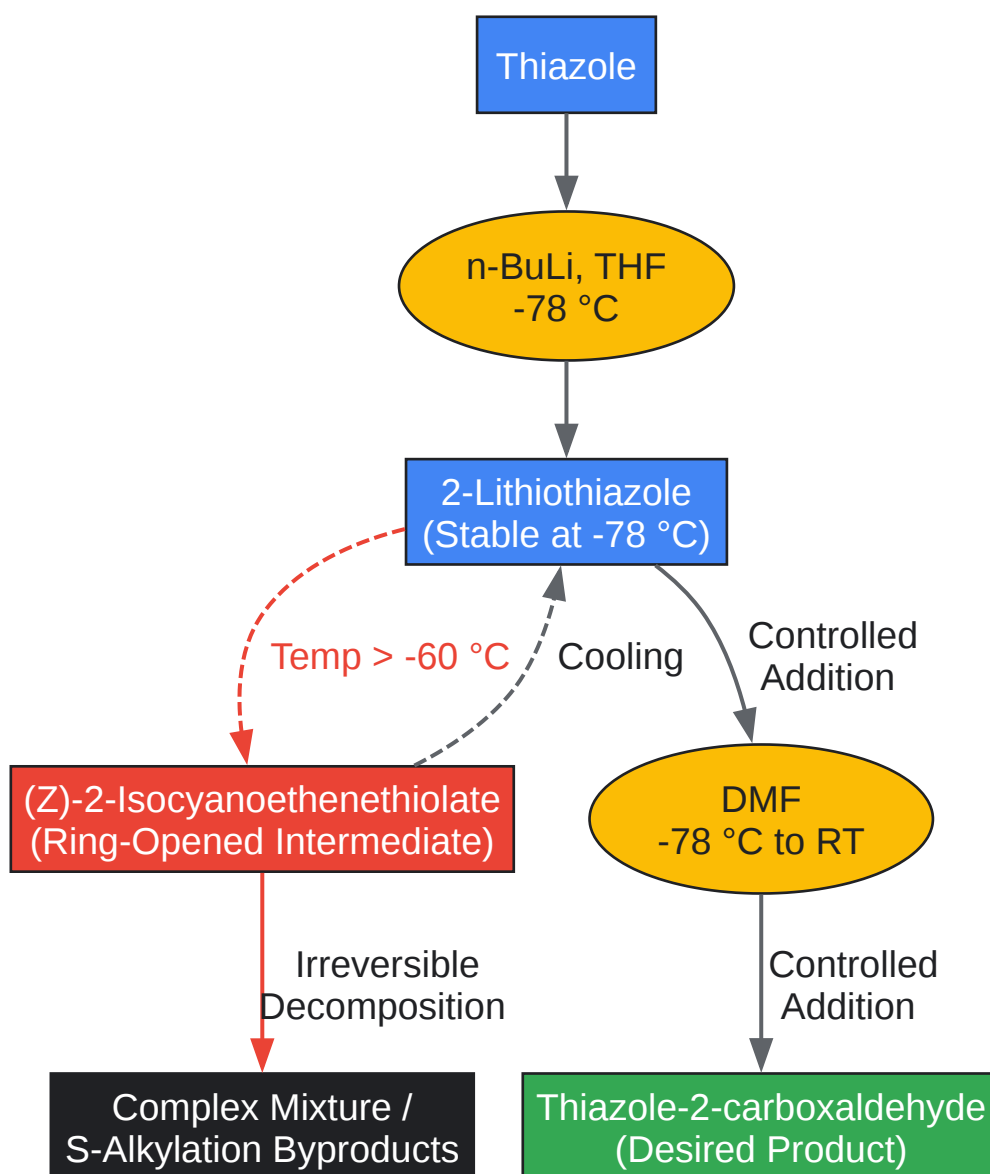 Thiazole
n-BuLi, THF
-78 °C
2-Lithiothiazole
(Stable at -78 °C)
Temp > -60 °C
Cooling
Controlled
Addition
(Z)-2-Isocyanoethenethiolate
(Ring-Opened Intermediate)
DMF
-78 °C to RT
Irreversible
Decomposition
Controlled
Addition
Complex Mixture /
S-Alkylation Byproducts
Thiazole-2-carboxaldehyde
(Desired Product)